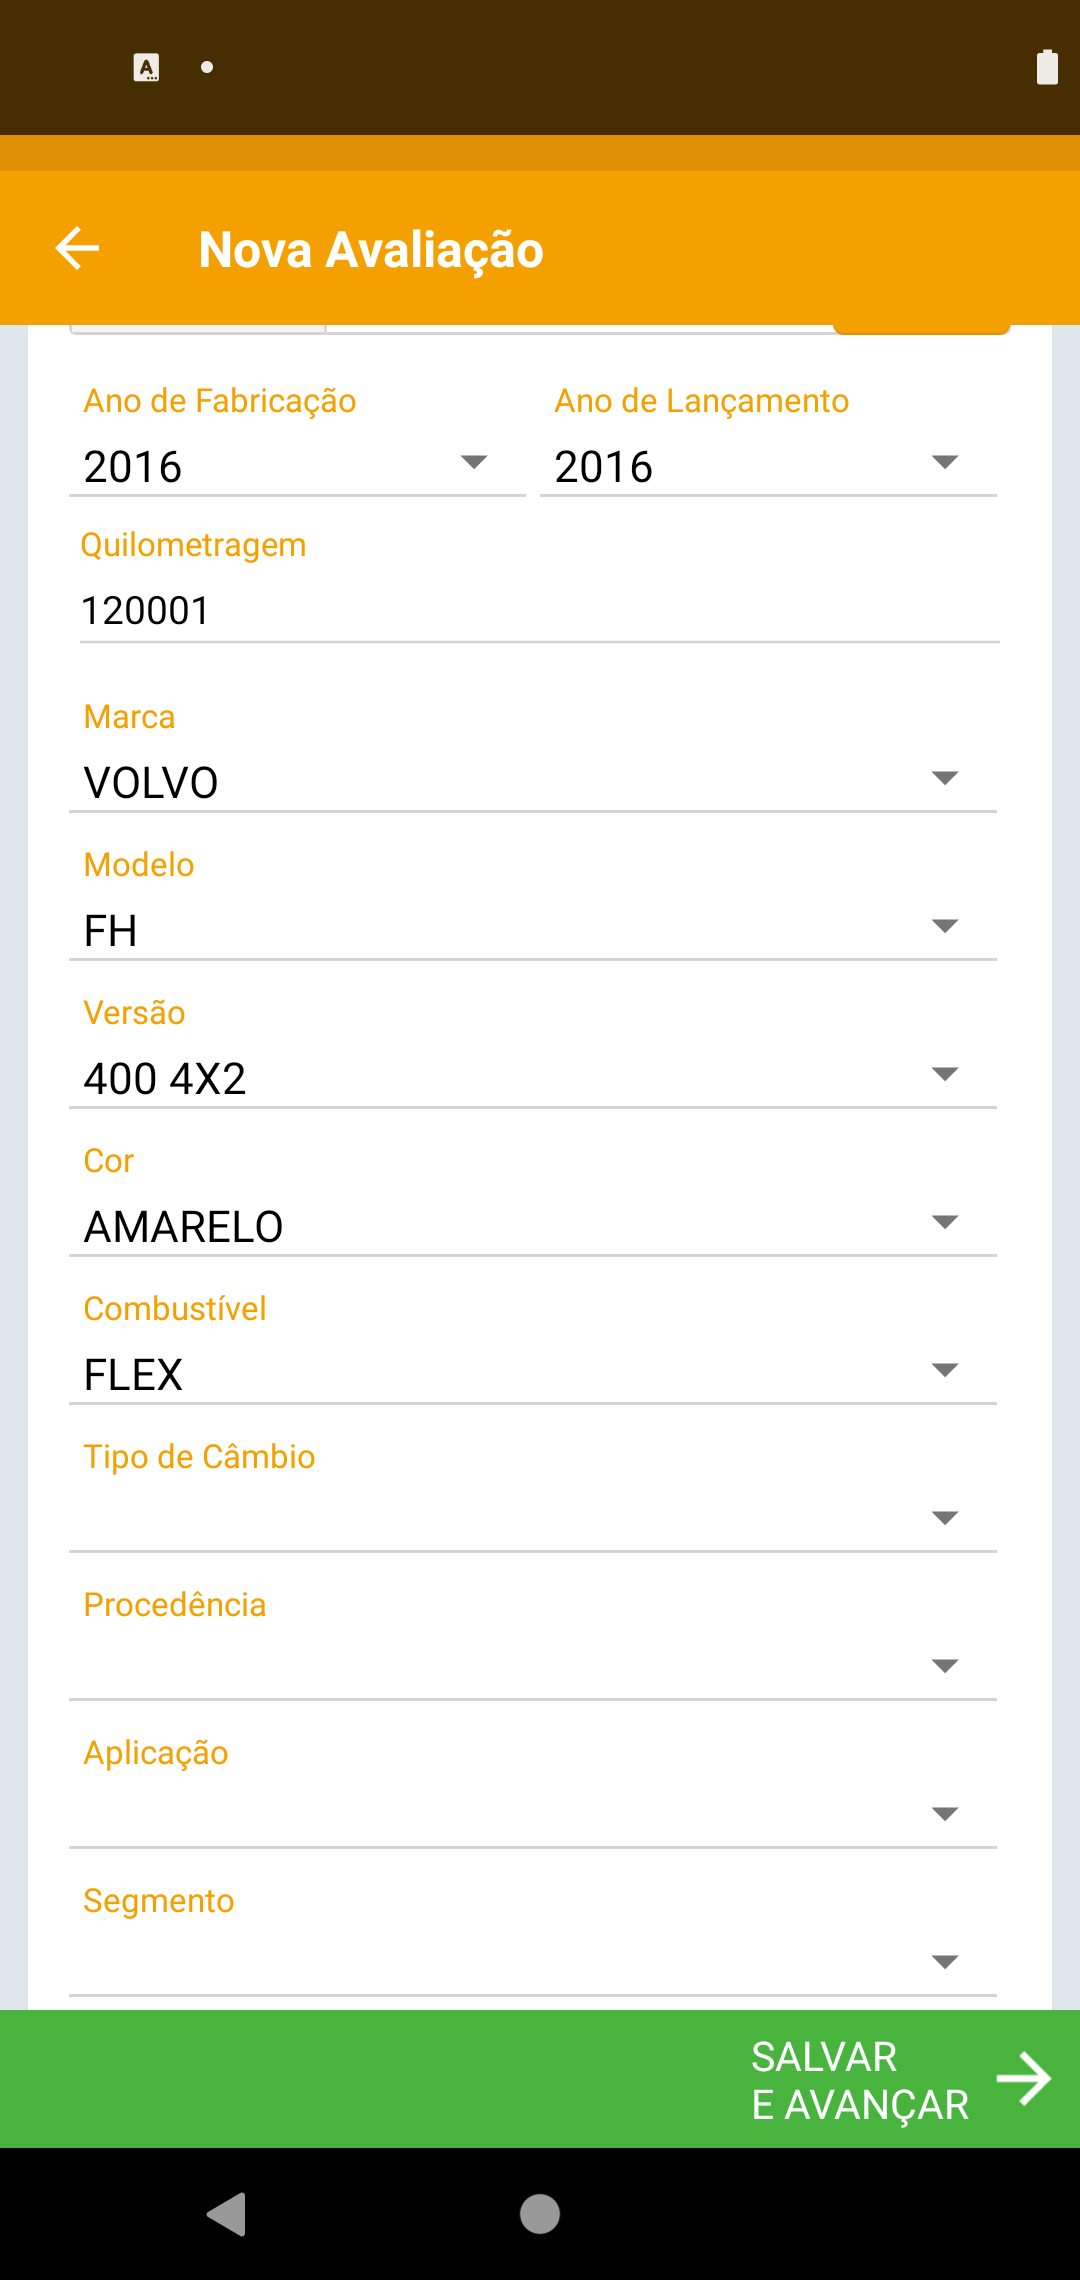 Nova Avaliação
Ano de Fabricação
Ano de Lançamento
2016
2016
Quilometragem
120001
Marca
VOLVO
Modelo
FH
Versão
400 4X2
Cor
AMARELO
Combustível
FLEX
Tipo de Câmbio
Procedência
Aplicação
Segmento
SALVAR
E AVANÇAR